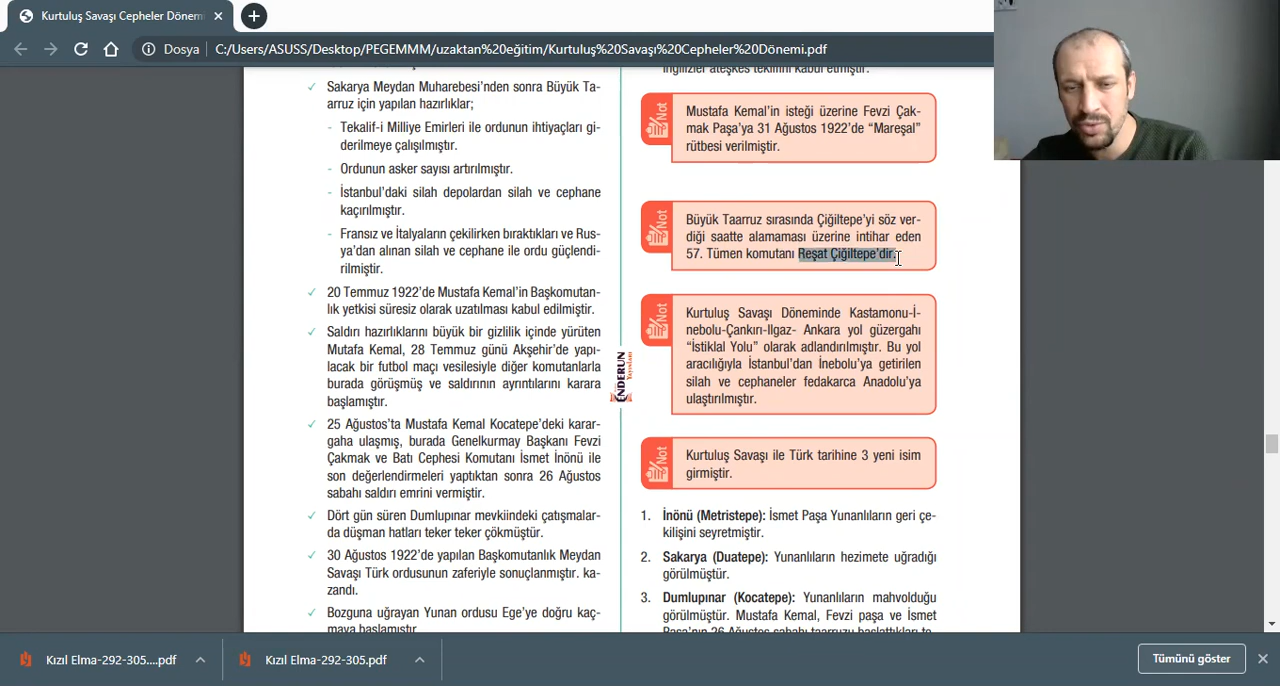 Kurtuluş Savaşı Cepheler Dönem
Dosya
C:/Users/ASUSS/Desktop/PEGEMMM/uzaktan%20eğitim/Kurtuluş%20Savaşı%20Cepheler%20Dönemi.pdf
Sakarya Meydan Muharebesi'nden sonra Büyük Ta-
arruz için yapılan hazırlıklar;
- Tekalif-i Milliye Emirleri ile ordunun ihtiyaçları gi-
derilmeye çalışılmıştır.
- Ordunun asker sayısı artırılmıştır.
- İstanbul'daki silah depolardan silah ve cephane
kaçırılmıştır.
- Fransız ve İtalyaların çekilirken bıraktıkları ve Rus-
ya'dan alınan silah ve cephane ile ordu güçlendi-
rilmiştir.
✓ 20 Temmuz 1922'de Mustafa Kemal'in Başkomutan-
lık yetkisi süresiz olarak uzatılması kabul edilmiştir.
✓ Saldırı hazırlıklarını büyük bir gizlilik içinde yürüten
Mutafa Kemal, 28 Temmuz günü Akşehir'de yapı-
lacak bir futbol maçı vesilesiyle diğer komutanlarla
burada görüşmüş ve saldırının ayrıntılarını karara
başlamıştır.
✓ 25 Ağustos'ta Mustafa Kemal Kocatepe'deki karar-
gaha ulaşmış, burada Genelkurmay Başkanı Fevzi
Çakmak ve Batı Cephesi Komutanı İsmet İnönü ile
son değerlendirmeleri yaptıktan sonra 26 Ağustos
sabahı saldırı emrini vermiştir.
✓ Dört gün süren Dumlupınar mevkiindeki çatışmalar-
da düşman hatları teker teker çökmüştür.
✓ 30 Ağustos 1922'de yapılan Başkomutanlık Meydan
Savaşı Türk ordusunun zaferiyle sonuçlanmıştır. ka-
zandı.
✓ Bozguna uğrayan Yunan ordusu Ege'ye doğru kaç-
maya başlamıştır.
ENDERUN
Yayınları
İngilizler ateşkes teklifini kabul etmiştir.
Not
Mustafa Kemal'in isteği üzerine Fevzi Çak-
mak Paşa'ya 31 Ağustos 1922'de “Mareşal”
rütbesi verilmiştir.
Not
Büyük Taarruz sırasında Çiğiltepe'yi söz ver-
diği saatte alamaması üzerine intihar eden
57. Tümen komutanı Reşat Çiğiltepe'dir.
Not
Kurtuluş Savaşı Döneminde Kastamonu-İ-
nebolu-Çankırı-Ilgaz- Ankara yol güzergahı
“İstiklal Yolu” olarak adlandırılmıştır. Bu yol
aracılığıyla İstanbul'dan İnebolu'ya getirilen
silah ve cephaneler fedakarca Anadolu'ya
ulaştırılmıştır.
Not
Kurtuluş Savaşı ile Türk tarihine 3 yeni isim
girmiştir.
1. İnönü (Metristepe): İsmet Paşa Yunanlıların geri çe-
kilişini seyretmiştir.
2. Sakarya (Duatepe): Yunanlıların hezimete uğradığı
görülmüştür.
3. Dumlupınar (Kocatepe): Yunanlıların mahvolduğu
görülmüştür. Mustafa Kemal, Fevzi paşa ve İsmet
Paşa'nın 26 Ağustos sabahı taarruzu başlattıkları te-
Kızıl Elma-292-305....pdf
Kızıl Elma-292-305.pdf
Tümünü göster